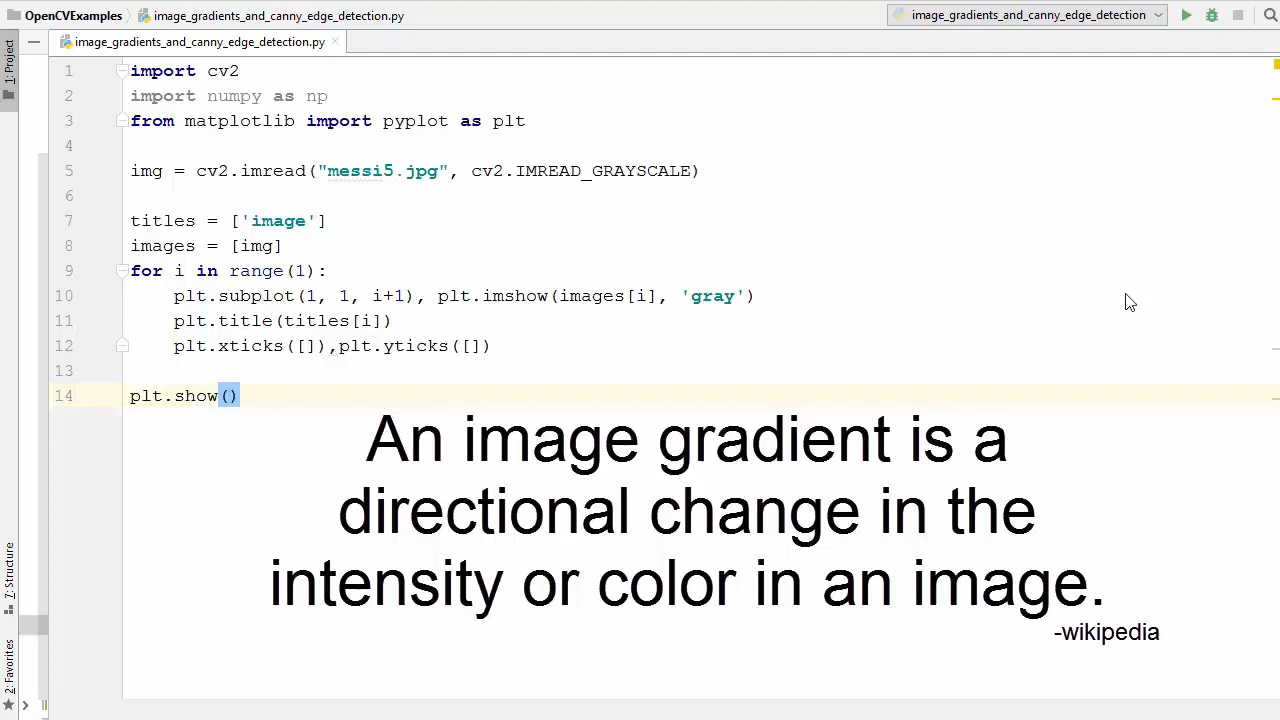 OpenCVExamples image_gradients_and_canny_edge_detection.py image_gradients_and_canny_edge_detection
image_gradients_and_canny_edge_detection.py
1: Project
1 import cv2
2 import numpy as np
3 from matplotlib import pyplot as plt
4
5 img = cv2.imread("messi5.jpg", cv2.IMREAD_GRAYSCALE)
6
7 titles = ['image']
8 images = [img]
9 for i in range(1):
10 plt.subplot(1, 1, i+1), plt.imshow(images[i], 'gray')
11 plt.title(titles[i])
12 plt.xticks([]),plt.yticks([])
13
14 plt.show()
An image gradient is a
directional change in the
intensity or color in an image.
-wikipedia
7: Structure
2: Favorites